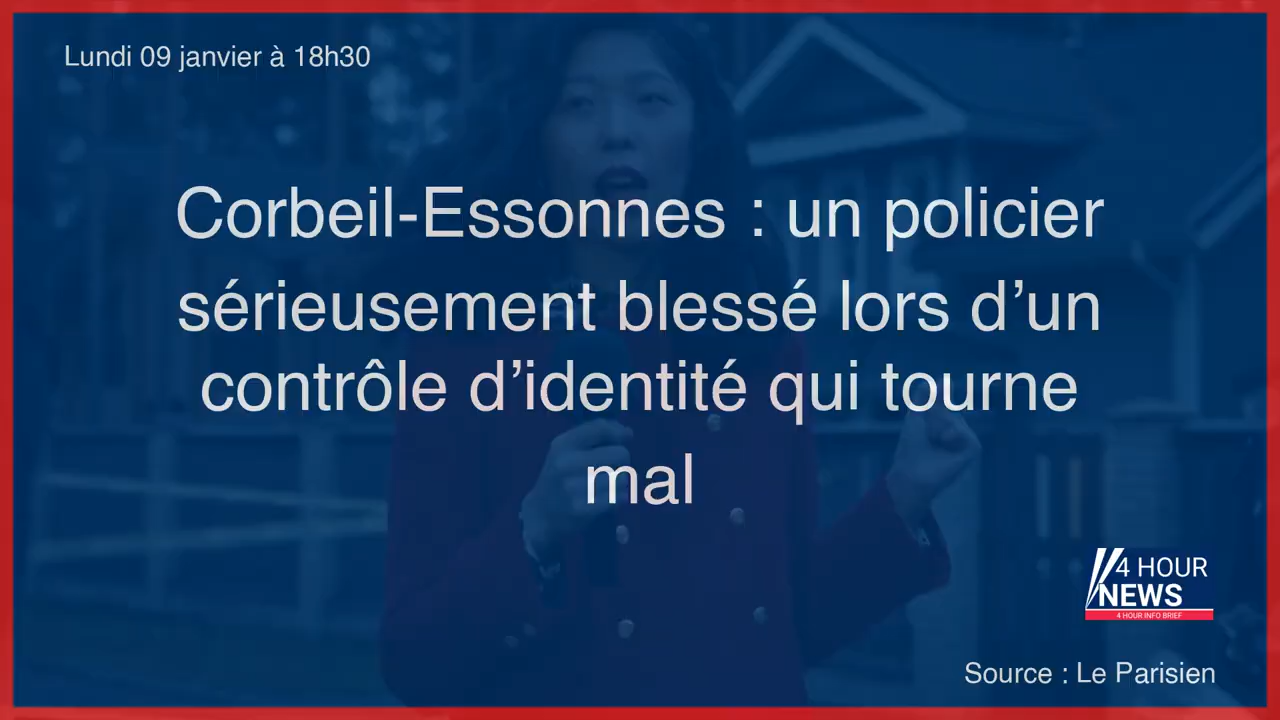 Lundi 09 janvier à 18h30
Corbeil-Essonnes : un policier
sérieusement blessé lors d’un
contrôle d’identité qui tourne
mal
4 HOUR
NEWS
4 HOUR INFO BRIEF
Source : Le Parisien